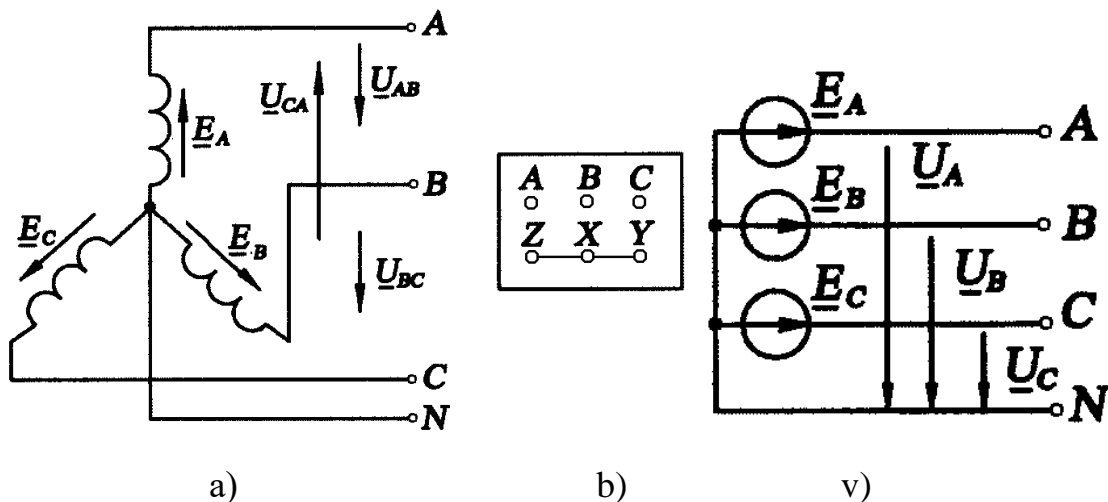 A
U_CA
U_AB
E_A
B
E_C
E_B
U_BC
C
N
A B C
Z X Y
E_A
A
U_A
E_B
B
U_B
E_C
C
U_C
N
a) b) v)